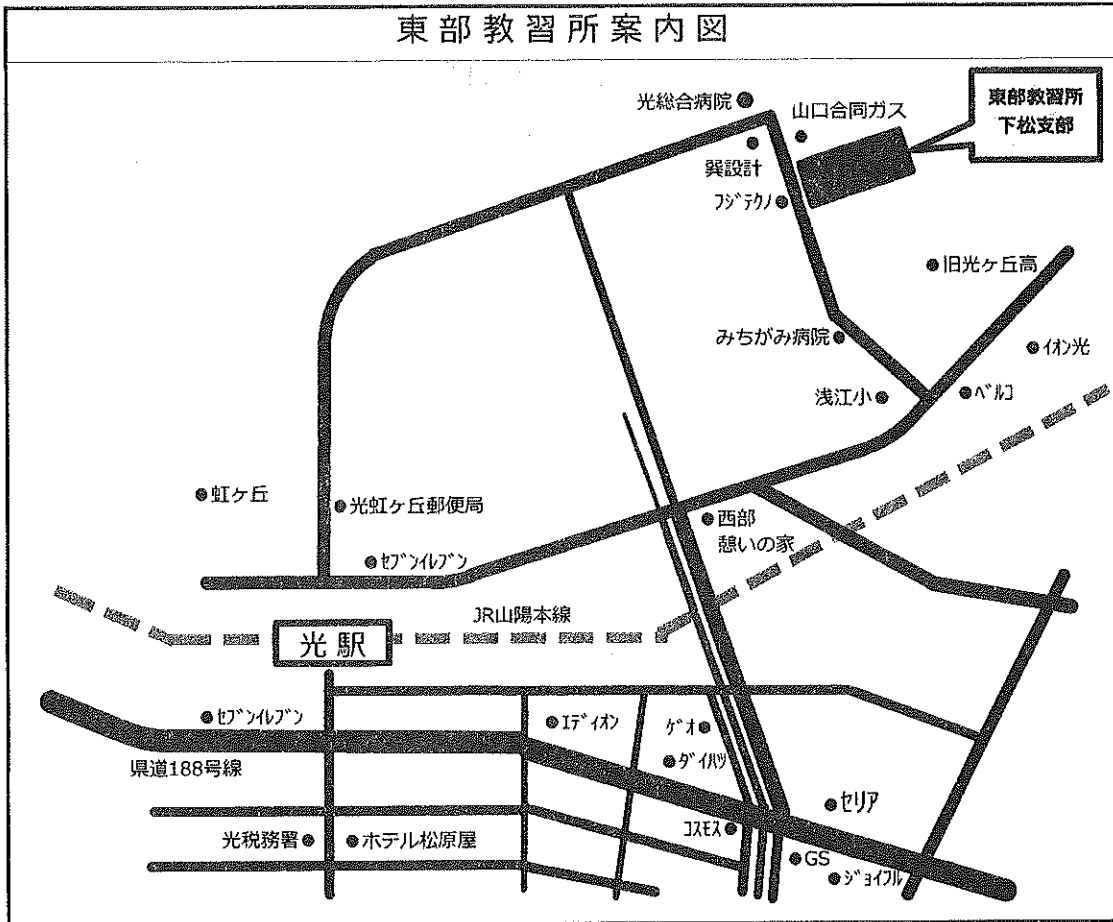 東部教習所案内図
光総合病院
山口合同ガス
東部教習所
下松支部
巽設計
フジテクノ
旧光ヶ丘高
みちがみ病院
イオン光
浅江小
ベルコ
虹ヶ丘
光虹ヶ丘郵便局
西部
憩いの家
セブンイレブン
JR山陽本線
光駅
セブンイレブン
エディオン
ゲオ
県道188号線
ダイハツ
セリア
コスモス
光税務署
ホテル松原屋
GS
ジョイフル